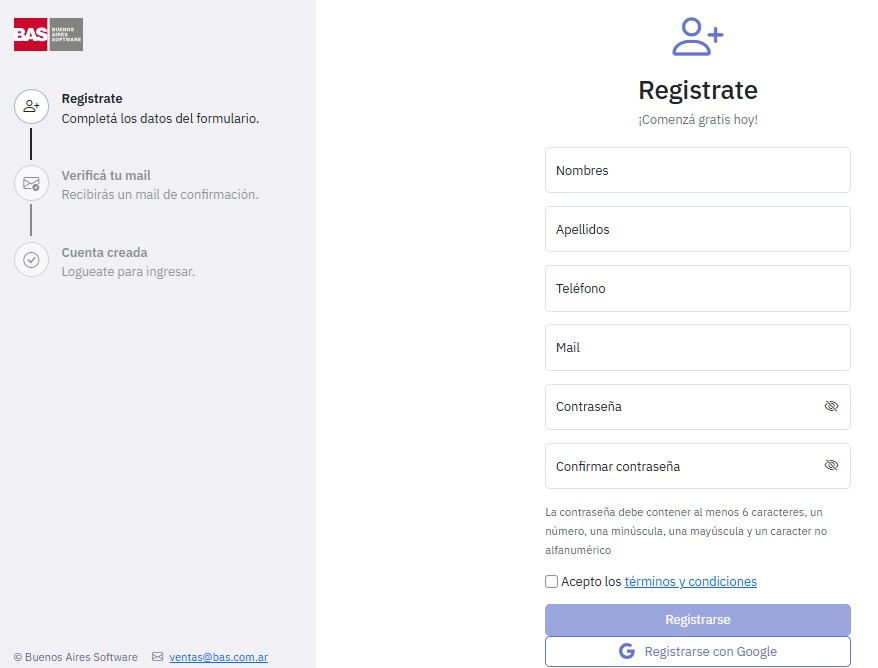 BAS BUENOS
AIRES
SOFTWARE
Registrate
Completá los datos del formulario.
Verificá tu mail
Recibirás un mail de confirmación.
Cuenta creada
Logueate para ingresar.
© Buenos Aires Software ventas@bas.com.ar
Registrate
¡Comenzá gratis hoy!
Nombres
Apellidos
Teléfono
Mail
Contraseña
Confirmar contraseña
La contraseña debe contener al menos 6 caracteres, un
número, una minúscula, una mayúscula y un caracter no
alfanumérico
Acepto los términos y condiciones
Registrarse
Registrarse con Google